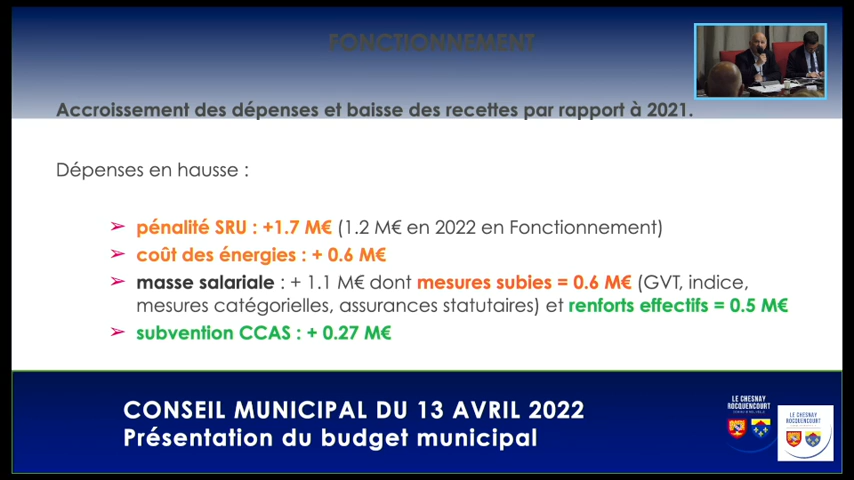 FONCTIONNEMENT
Accroissement des dépenses et baisse des recettes par rapport à 2021.
Dépenses en hausse :
➢ pénalité SRU : +1.7 M€ (1.2 M€ en 2022 en Fonctionnement)
➢ coût des énergies : + 0.6 M€
➢ masse salariale : + 1.1 M€ dont mesures subies = 0.6 M€ (GVT, indice,
mesures catégorielles, assurances statutaires) et renforts effectifs = 0.5 M€
➢ subvention CCAS : + 0.27 M€
CONSEIL MUNICIPAL DU 13 AVRIL 2022
Présentation du budget municipal
LE CHESNAY
ROCQUENCOURT
LE CHESNAY
ROCQUENCOURT